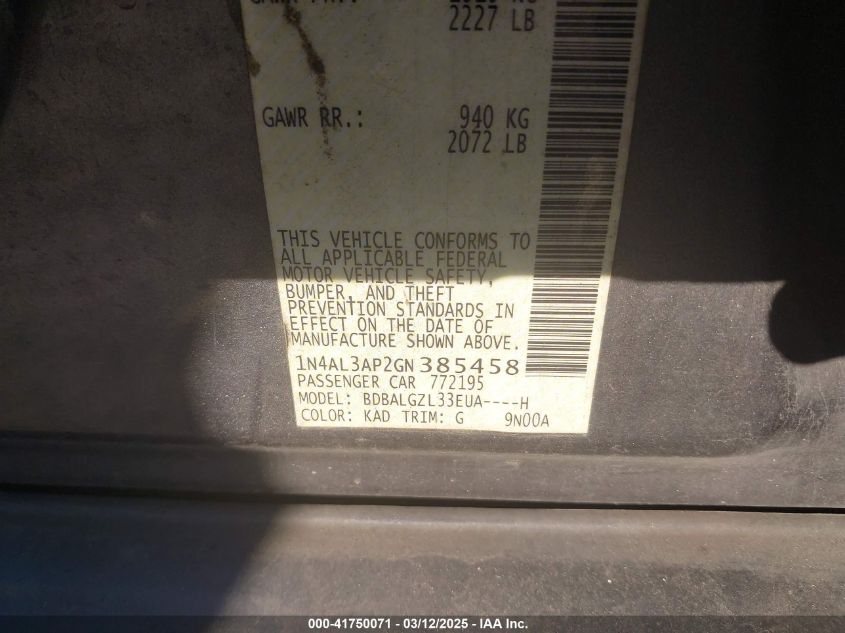 GAWR
2227 LB
GAWR RR.: 940 KG
2072 LB
THIS VEHICLE CONFORMS TO
ALL APPLICABLE FEDERAL
MOTOR VEHICLE SAFETY,
BUMPER, AND THEFT
PREVENTION STANDARDS IN
EFFECT ON THE DATE OF
MANUFACTURE SHOWN ABOVE.
1N4AL3AP2GN385458
PASSENGER CAR 772195
MODEL: BDBALGZL33EUA----H
COLOR: KAD TRIM: G 9N00A
000-41750071 - 03/12/2025 - IAA Inc.